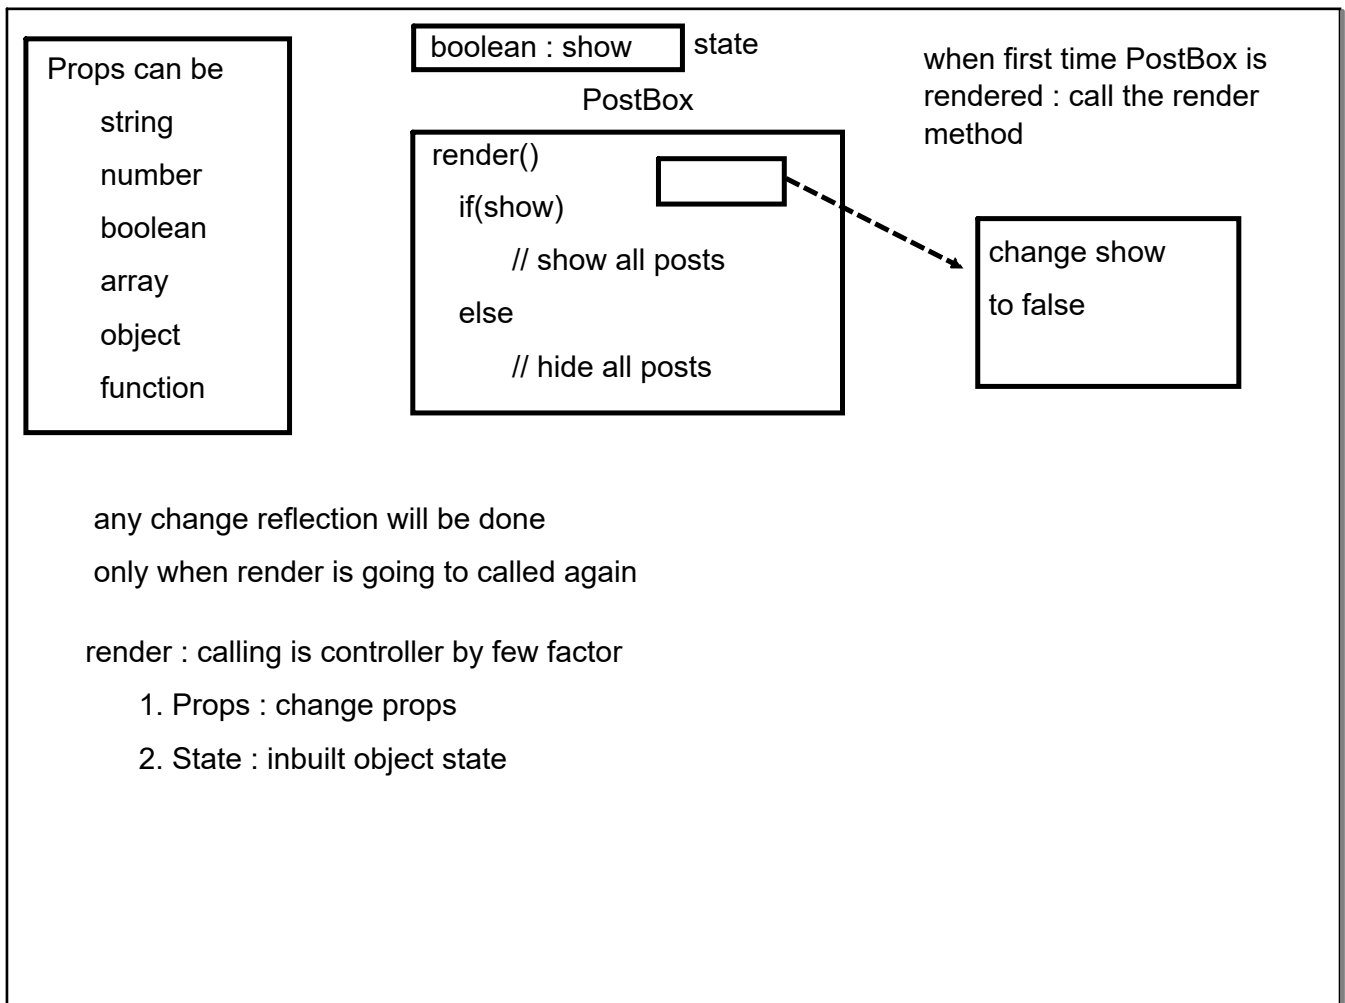 Props can be
string
number
boolean
array
object
function
boolean : show
state
PostBox
render()
if(show)
// show all posts
else
// hide all posts
when first time PostBox is
rendered : call the render
method
change show
to false
any change reflection will be done
only when render is going to called again
render : calling is controller by few factor
1. Props : change props
2. State : inbuilt object state